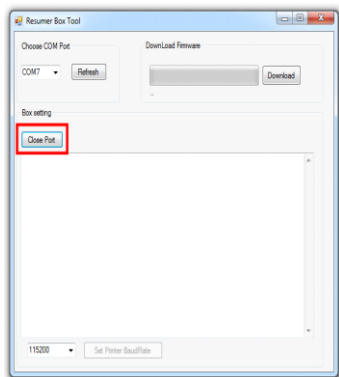 Resumer Box Tool
Choose COM Port
COM7
Refresh
DownLoad Firmware
Download
..
Box setting
Close Port
115200
Set Printer BaudRate